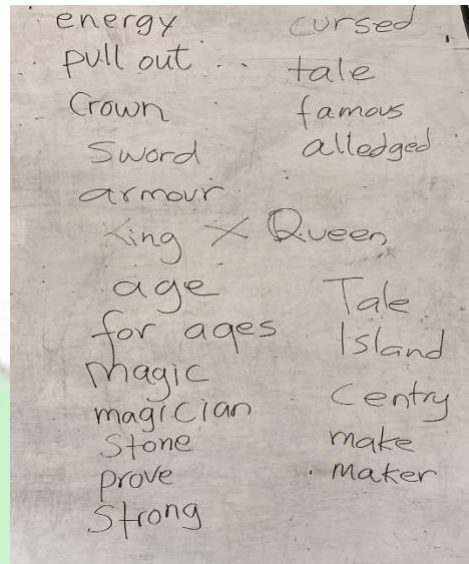 energy
pull out
Crown
Sword
armour
King X Queen
age
for ages
magic
magician
Stone
prove
Strong
cursed
tale
famous
alledged
Tale
Island
Centry
make
maker